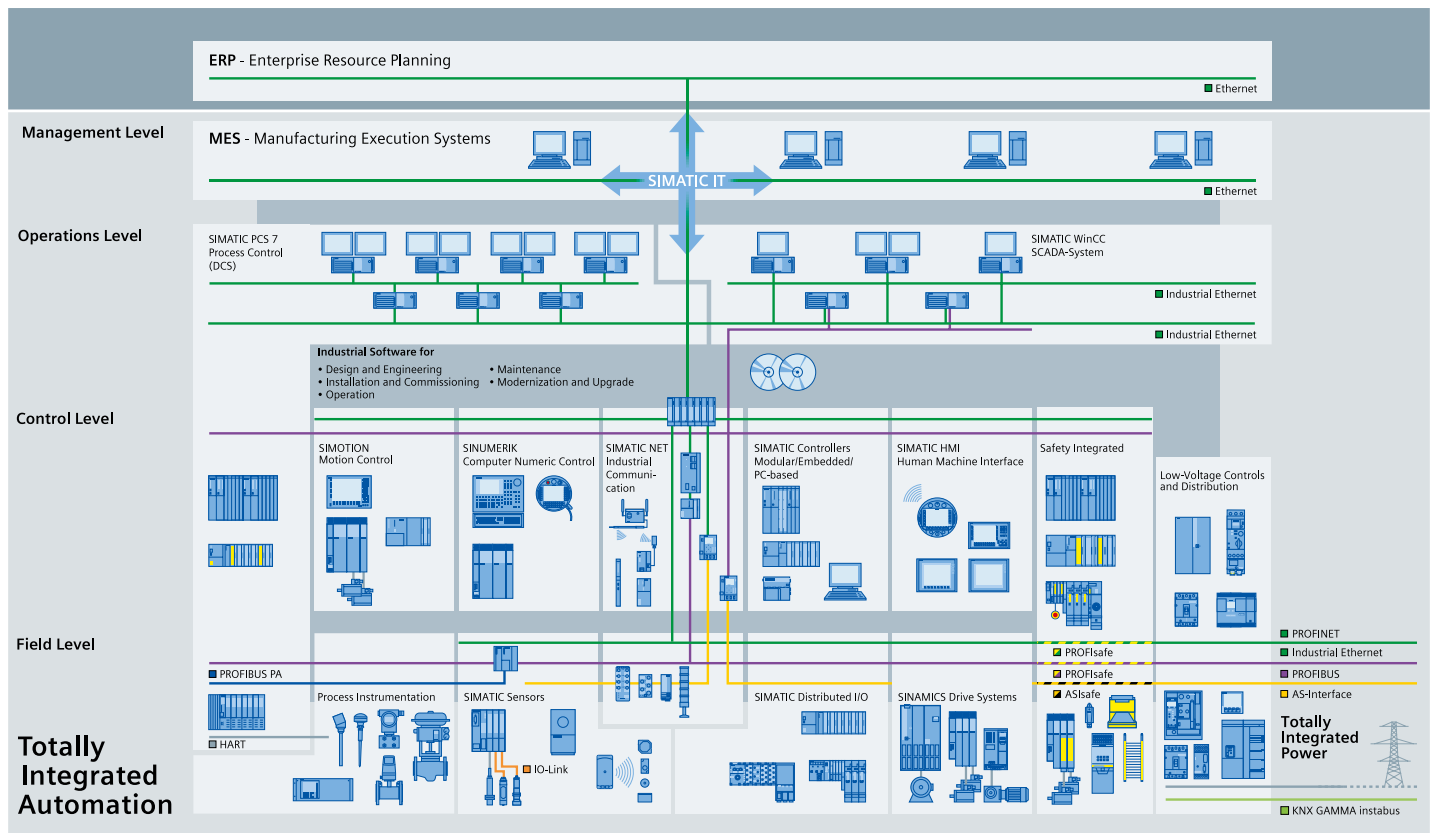 ERP - Enterprise Resource Planning
Ethernet
Management Level
MES - Manufacturing Execution Systems
SIMATIC IT
Ethernet
Operations Level
SIMATIC PCS 7
Process Control
(DCS)
SIMATIC WinCC
SCADA-System
Industrial Ethernet
Industrial Ethernet
Industrial Software for
• Design and Engineering
• Installation and Commissioning
• Operation
• Maintenance
• Modernization and Upgrade
Control Level
SIMOTION
Motion Control
SINUMERIK
Computer Numeric Control
SIMATIC NET
Industrial
Communi-
cation
SIMATIC Controllers
Modular/Embedded/
PC-based
SIMATIC HMI
Human Machine Interface
Safety Integrated
Low-Voltage Controls
and Distribution
Field Level
PROFINET
PROFIsafe
Industrial Ethernet
PROFIBUS PA
PROFIsafe
PROFIBUS
ASIsafe
AS-Interface
Process Instrumentation
SIMATIC Sensors
SIMATIC Distributed I/O
SINAMICS Drive Systems
HART
IO-Link
Totally
Integrated
Power
Totally
Integrated
Automation
KNX GAMMA instabus